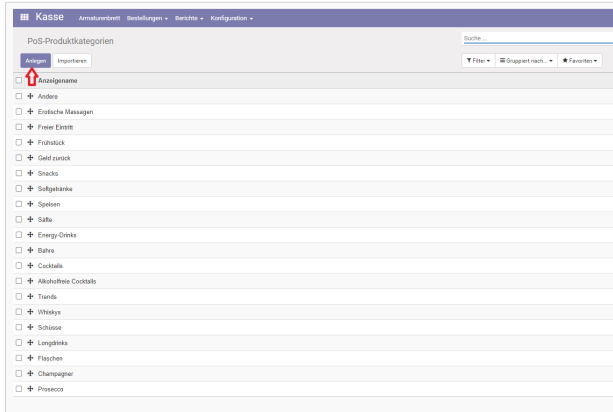 Kasse Armaturenbrett Bestellungen Berichte Konfiguration
PoS-Produktkategorien
Suche ...
Anlegen Importieren
Filter Gruppiert nach... Favoriten
Anzeigename
Andere
Erotische Massagen
Freier Eintritt
Frühstück
Geld zurück
Snacks
Softgetränke
Speisen
Säfte
Energy-Drinks
Bahre
Cocktails
Alkoholfreie Cocktails
Trands
Whiskys
Schüsse
Longdrinks
Flaschen
Champagner
Prosecco